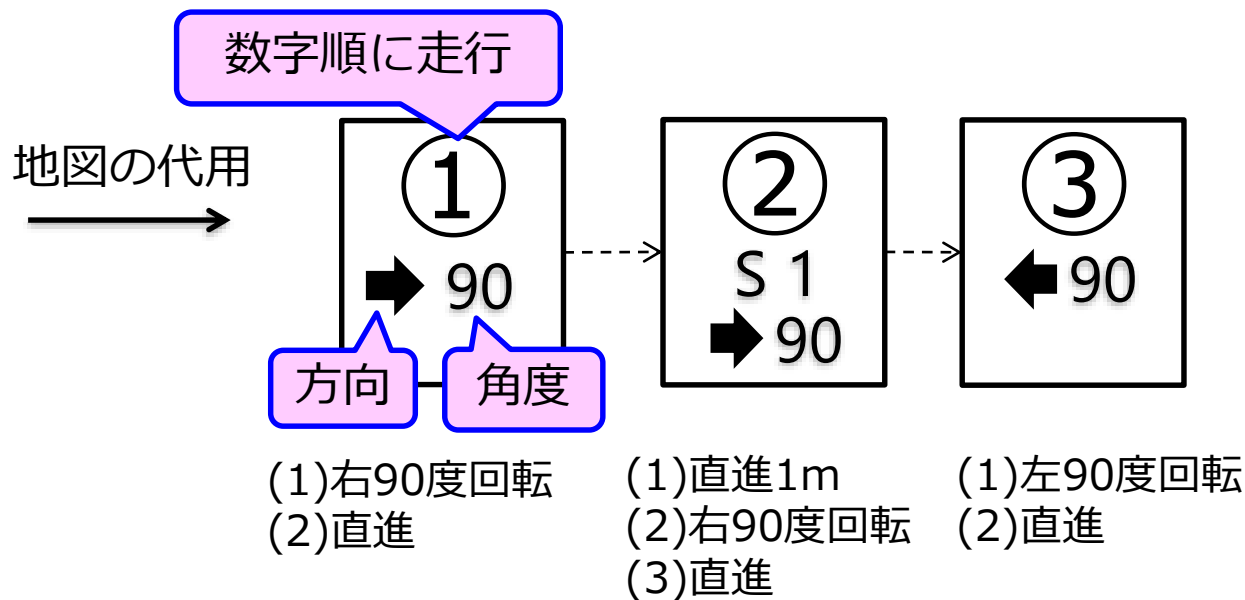 数字順に走行
地図の代用
①
➡ 90
方向
角度
②
S 1
➡ 90
③
⬅ 90
(1)右90度回転
(2)直進
(1)直進1m
(2)右90度回転
(3)直進
(1)左90度回転
(2)直進